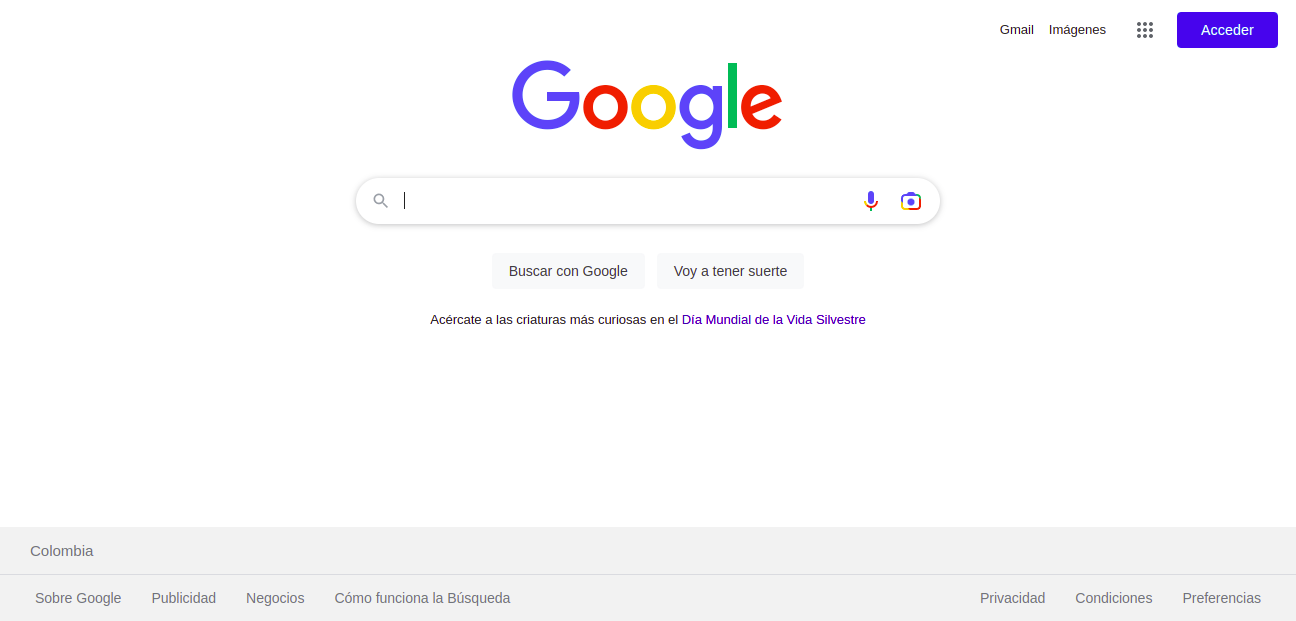 Gmail Imágenes Acceder
Google
Buscar con Google Voy a tener suerte
Acércate a las criaturas más curiosas en el Día Mundial de la Vida Silvestre
Colombia
Sobre Google Publicidad Negocios Cómo funciona la Búsqueda Privacidad Condiciones Preferencias